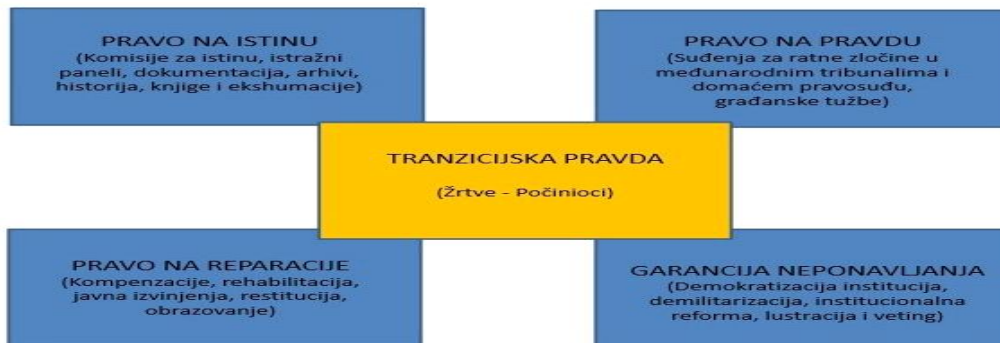 PRAVO NA ISTINU
(Komisije za istinu, istražni
paneli, dokumentacija, arhivi,
historija, knjige i ekshumacije)
PRAVO NA PRAVDU
(Suđenja za ratne zločine u
međunarodnim tribunalima i
domaćem pravosuđu,
građanske tužbe)
TRANZICIJSKA PRAVDA
(Žrtve - Počinioci)
PRAVO NA REPARACIJE
(Kompenzacije, rehabilitacija,
javna izvinjenja, restitucija,
obrazovanje)
GARANCIJA NEPONAVLJANJA
(Demokratizacija institucija,
demilitarizacija, institucionalna
reforma, lustracija i veting)